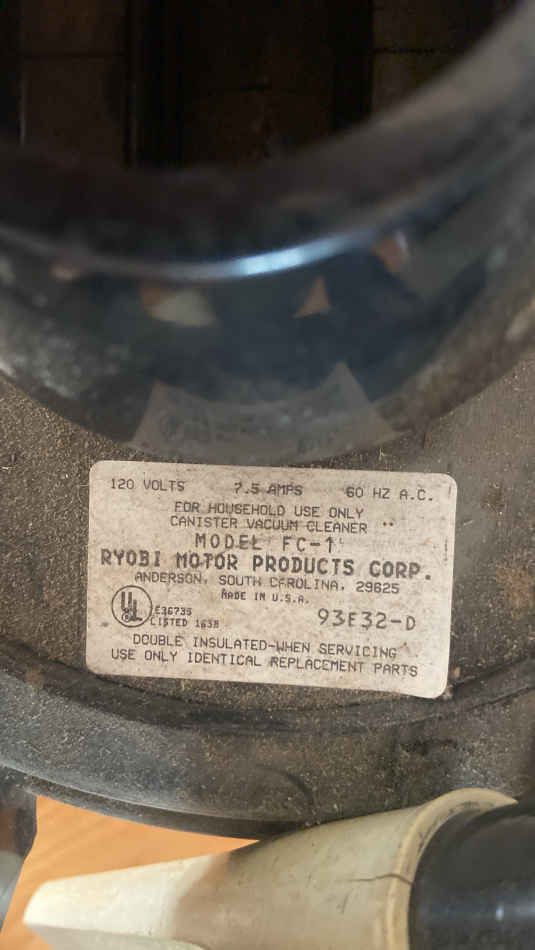 120 VOLTS 7.5 AMPS 60 HZ A.C.
FOR HOUSEHOLD USE ONLY
CANISTER VACUUM CLEANER
MODEL FC-1
RYOBI MOTOR PRODUCTS CORP.
ANDERSON, SOUTH CAROLINA, 29625
MADE IN U.S.A.
UL
E36735
LISTED 163B
93E32-D
DOUBLE INSULATED-WHEN SERVICING
USE ONLY IDENTICAL REPLACEMENT PARTS